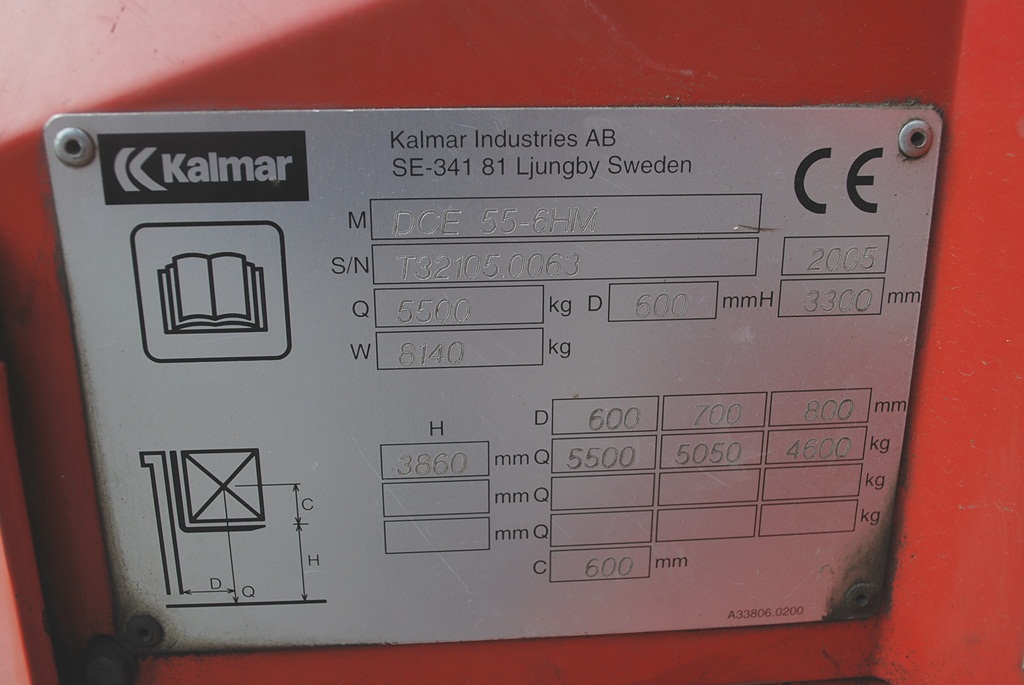 Kalmar
Kalmar Industries AB
SE-341 81 Ljungby Sweden
CE
M DCE 55-6HM
S/N T32105.0063 2005
Q 5500 kg D 600 mm H 3300 mm
W 8140 kg
H D 600 700 800 mm
3860 mm Q 5500 5050 4600 kg
mm Q kg
mm Q kg
C 600 mm
C
H
D Q
A33806.0200